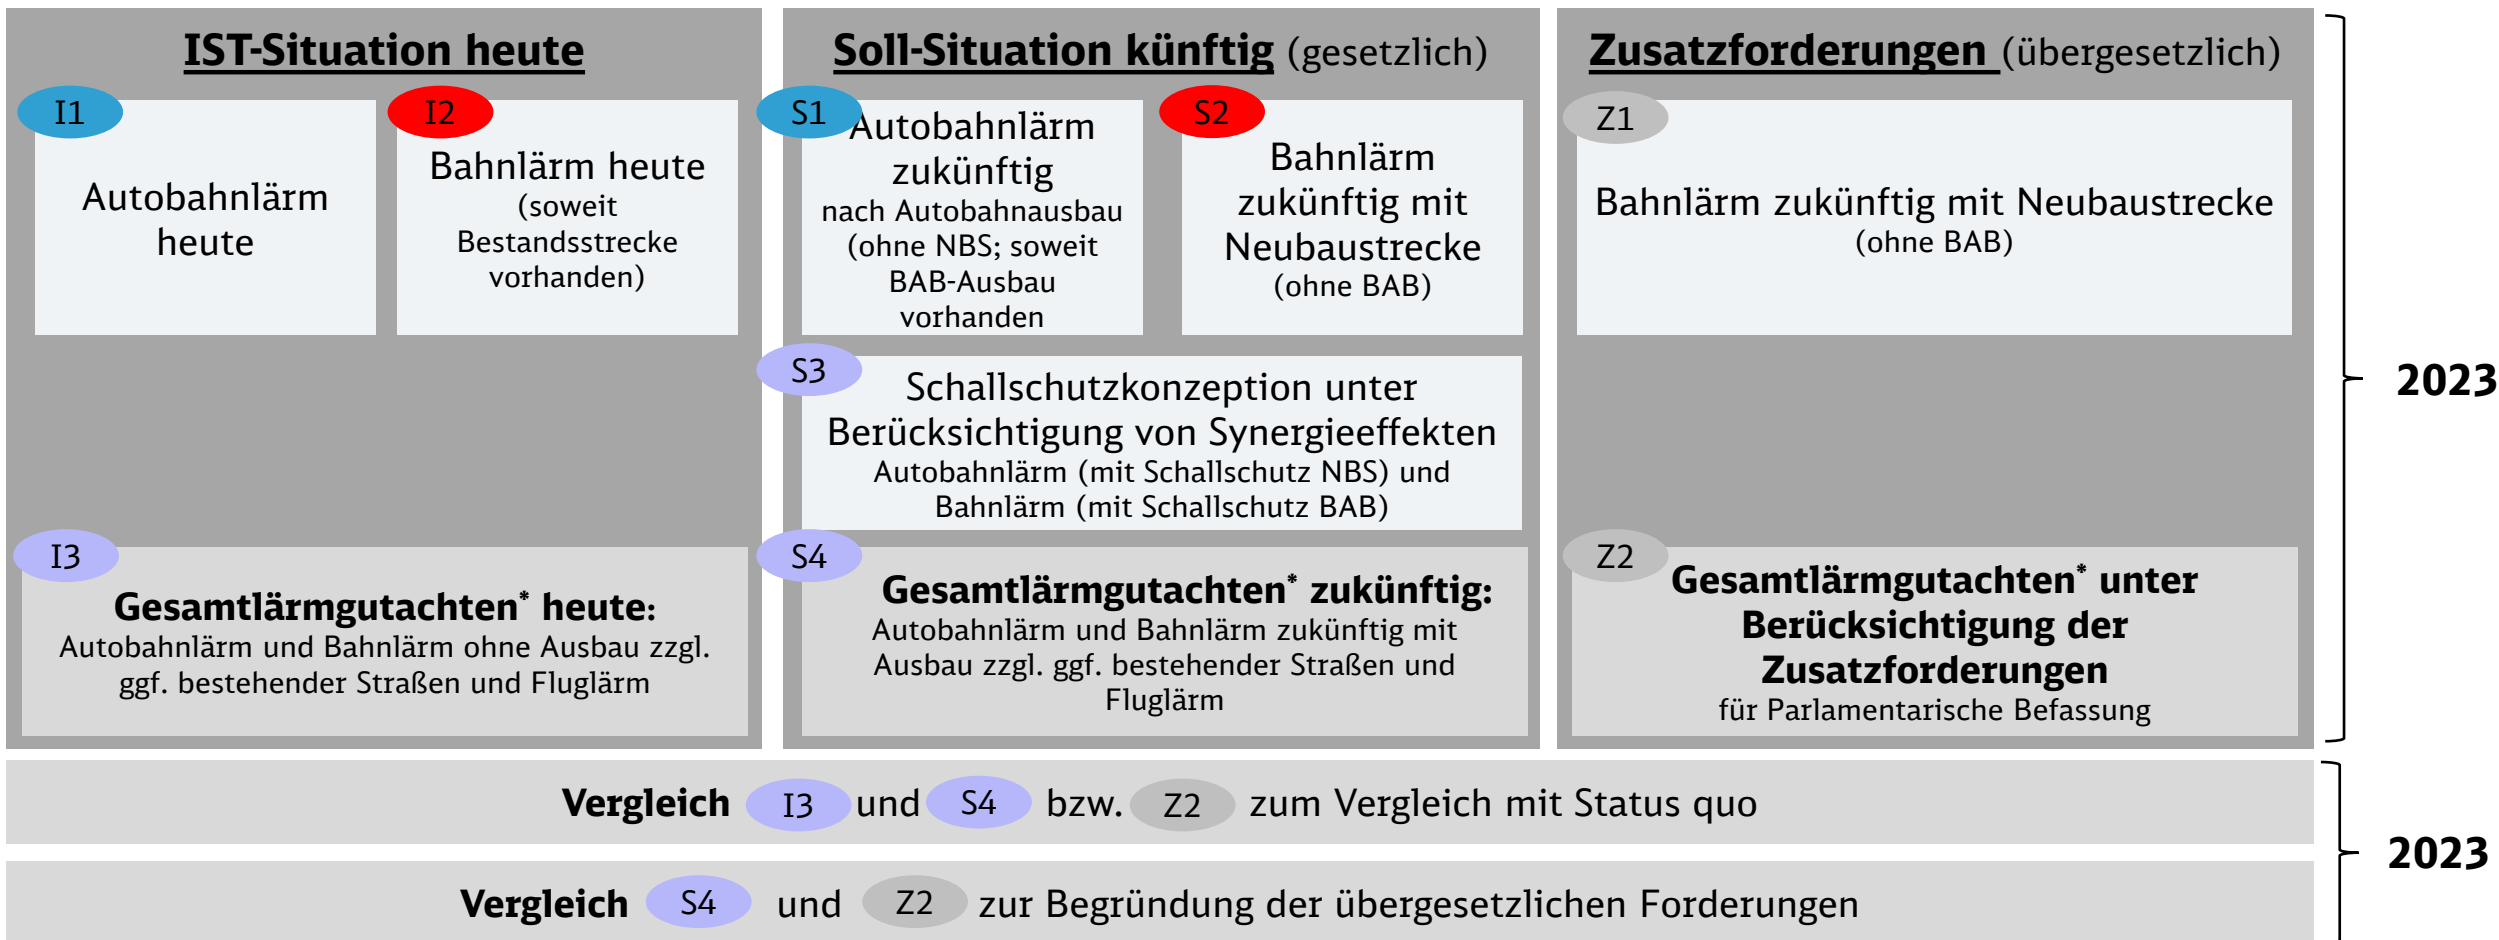 IST-Situation heute
I1
Autobahnlärm
heute
I2
Bahnlärm heute
(soweit
Bestandsstrecke
vorhanden)
I3
Gesamtlärmgutachten* heute:
Autobahnlärm und Bahnlärm ohne Ausbau zzgl.
ggf. bestehender Straßen und Fluglärm
Soll-Situation künftig (gesetzlich)
S1
Autobahnlärm
zukünftig
nach Autobahnausbau
(ohne NBS; soweit
BAB-Ausbau
vorhanden
S2
Bahnlärm
zukünftig mit
Neubaustrecke
(ohne BAB)
S3
Schallschutzkonzeption unter
Berücksichtigung von Synergieeffekten
Autobahnlärm (mit Schallschutz NBS) und
Bahnlärm (mit Schallschutz BAB)
S4
Gesamtlärmgutachten* zukünftig:
Autobahnlärm und Bahnlärm zukünftig mit
Ausbau zzgl. ggf. bestehender Straßen und
Fluglärm
Zusatzforderungen (übergesetzlich)
Z1
Bahnlärm zukünftig mit Neubaustrecke
(ohne BAB)
Z2
Gesamtlärmgutachten* unter
Berücksichtigung der
Zusatzforderungen
für Parlamentarische Befassung
2023
Vergleich I3 und S4 bzw. Z2 zum Vergleich mit Status quo
Vergleich S4 und Z2 zur Begründung der übergesetzlichen Forderungen
2023